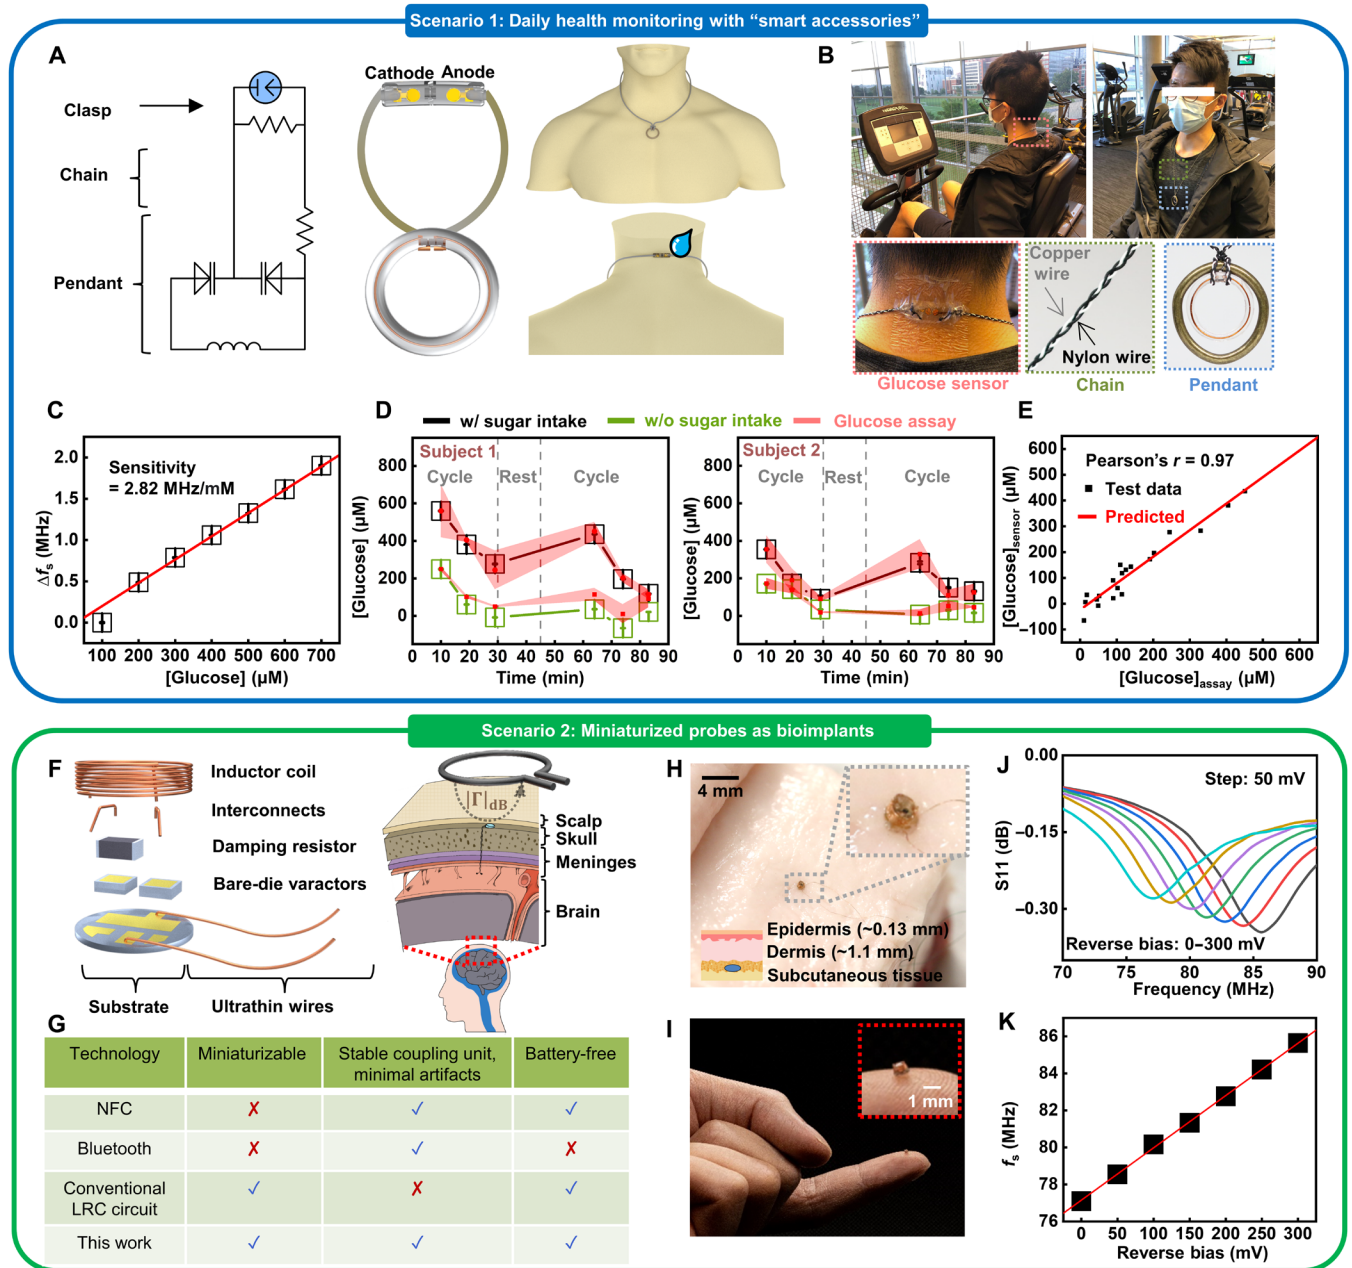 Scenario 1: Daily health monitoring with “smart accessories”
A
Clasp
Chain
Pendant
Cathode Anode
B
Copper
wire
Nylon wire
Glucose sensor
Chain
Pendant
C
Sensitivity
= 2.82 MHz/mM
Δfs (MHz)
2.0
1.5
1.0
0.5
0.0
100 200 300 400 500 600 700
[Glucose] (µM)
D
w/ sugar intake
w/o sugar intake
Glucose assay
Subject 1
Cycle Rest Cycle
[Glucose] (µM)
800
600
400
200
0
0 10 20 30 40 50 60 70 80 90
Time (min)
Subject 2
Cycle Rest Cycle
[Glucose] (µM)
800
600
400
200
0
0 10 20 30 40 50 60 70 80 90
Time (min)
E
Pearson’s r = 0.97
Test data
Predicted
[Glucose]sensor (µM)
600
500
400
300
200
100
0
−100
0 100 200 300 400 500 600
[Glucose]assay (µM)
Scenario 2: Miniaturized probes as bioimplants
F
Inductor coil
Interconnects
Damping resistor
Bare-die varactors
Substrate
Ultrathin wires
|Γ|dB
Scalp
Skull
Meninges
Brain
G
Technology Miniaturizable Stable coupling unit, Battery-free
minimal artifacts
NFC ✗ ✓ ✓
Bluetooth ✗ ✓ ✗
Conventional
LRC circuit ✓ ✗ ✓
This work ✓ ✓ ✓
H
4 mm
Epidermis (~0.13 mm)
Dermis (~1.1 mm)
Subcutaneous tissue
I
1 mm
J
Step: 50 mV
S11 (dB)
0.00
−0.15
−0.30
Reverse bias: 0–300 mV
70 75 80 85 90
Frequency (MHz)
K
fs (MHz)
86
84
82
80
78
76
0 50 100 150 200 250 300
Reverse bias (mV)